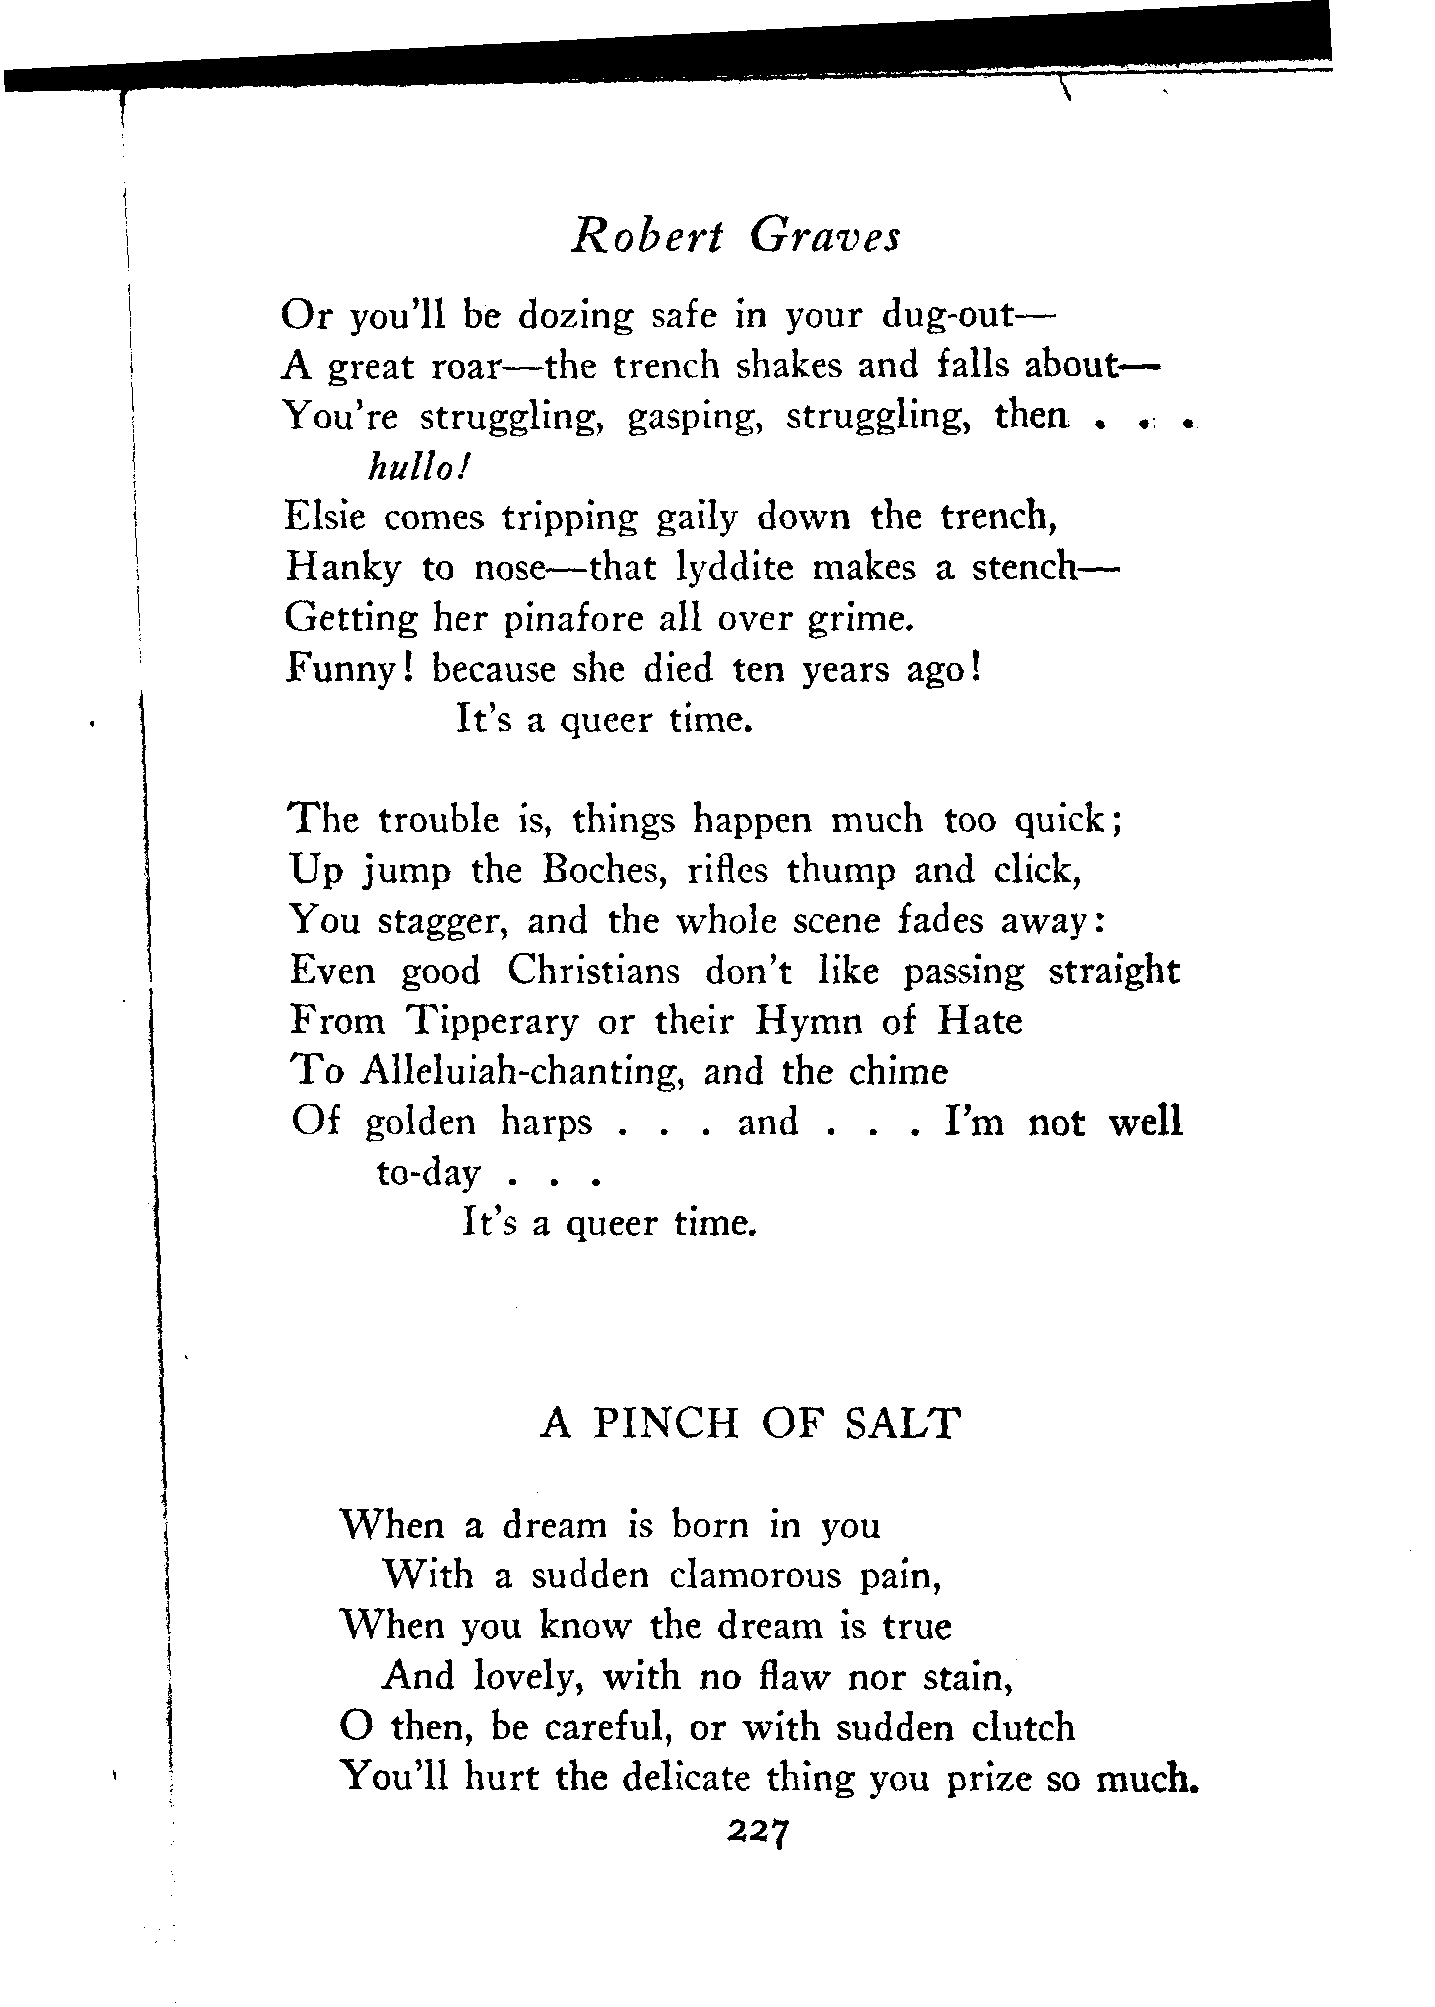 Robert Graves
Or you'll be dozing safe in your dug-out—
A great roar—the trench shakes and falls about—
You're struggling, gasping, struggling, then . . .
hullo!
Elsie comes tripping gaily down the trench,
Hanky to nose—that lyddite makes a stench—
Getting her pinafore all over grime.
Funny! because she died ten years ago!
It's a queer time.
The trouble is, things happen much too quick;
Up jump the Boches, rifles thump and click,
You stagger, and the whole scene fades away:
Even good Christians don't like passing straight
From Tipperary or their Hymn of Hate
To Alleluiah-chanting, and the chime
Of golden harps . . . and . . . I'm not well
to-day . . .
It's a queer time.
A PINCH OF SALT
When a dream is born in you
With a sudden clamorous pain,
When you know the dream is true
And lovely, with no flaw nor stain,
O then, be careful, or with sudden clutch
You'll hurt the delicate thing you prize so much.
227